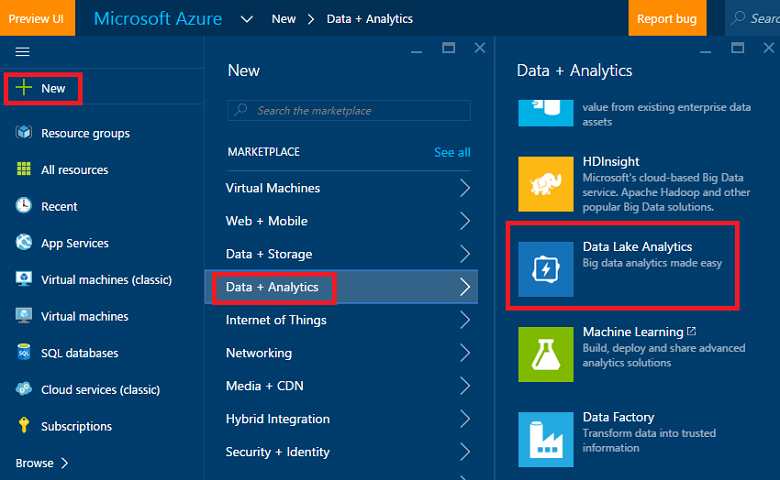 Preview UI
Microsoft Azure
New
Data + Analytics
Report bug
New
Resource groups
All resources
Recent
App Services
Virtual machines (classic)
Virtual machines
SQL databases
Cloud services (classic)
Subscriptions
Browse
New
Search the marketplace
MARKETPLACE
See all
Virtual Machines
Web + Mobile
Data + Storage
Data + Analytics
Internet of Things
Networking
Media + CDN
Hybrid Integration
Security + Identity
Data + Analytics
value from existing enterprise data
assets
HDInsight
Microsoft's cloud-based Big Data
service. Apache Hadoop and other
popular Big Data solutions.
Data Lake Analytics
Big data analytics made easy
Machine Learning
Build, deploy and share advanced
analytics solutions
Data Factory
Transform data into trusted
information